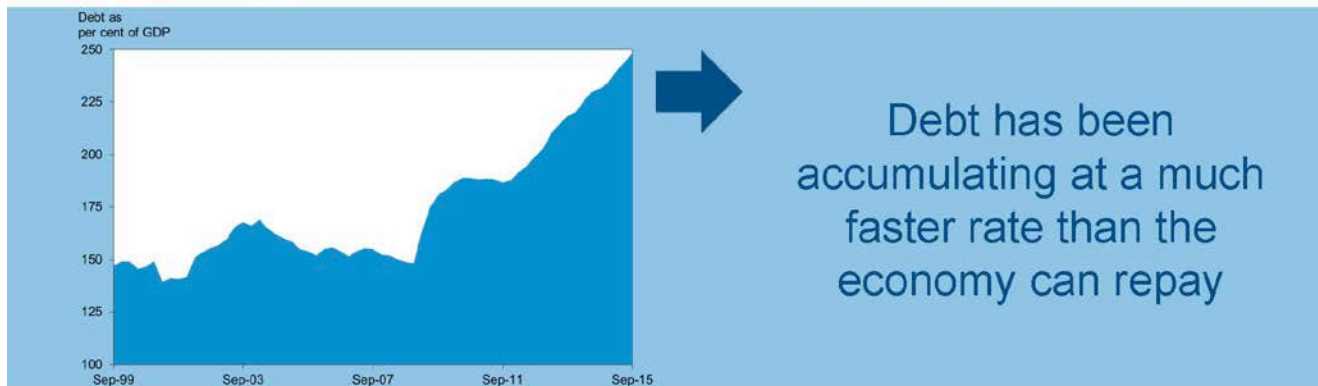 Debt as
per cent of GDP
250
225
200
175
150
125
100
Sep-99 Sep-03 Sep-07 Sep-11 Sep-15
Debt has been
accumulating at a much
faster rate than the
economy can repay